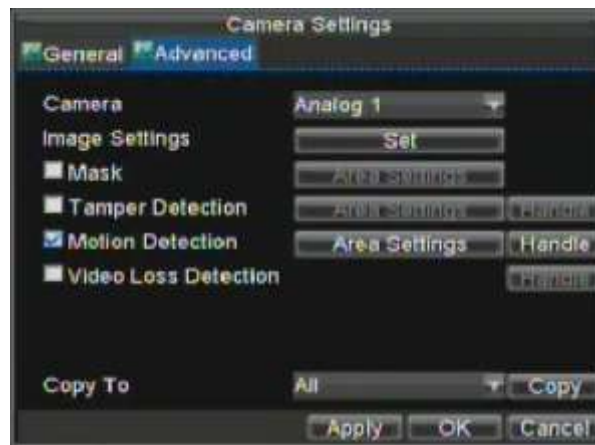 Camera Settings
General Advanced
Camera Analog 1
Image Settings Set
Mask Area Settings
Tamper Detection Area Settings Handle
Motion Detection Area Settings Handle
Video Loss Detection Handle
Copy To All Copy
Apply OK Cancel